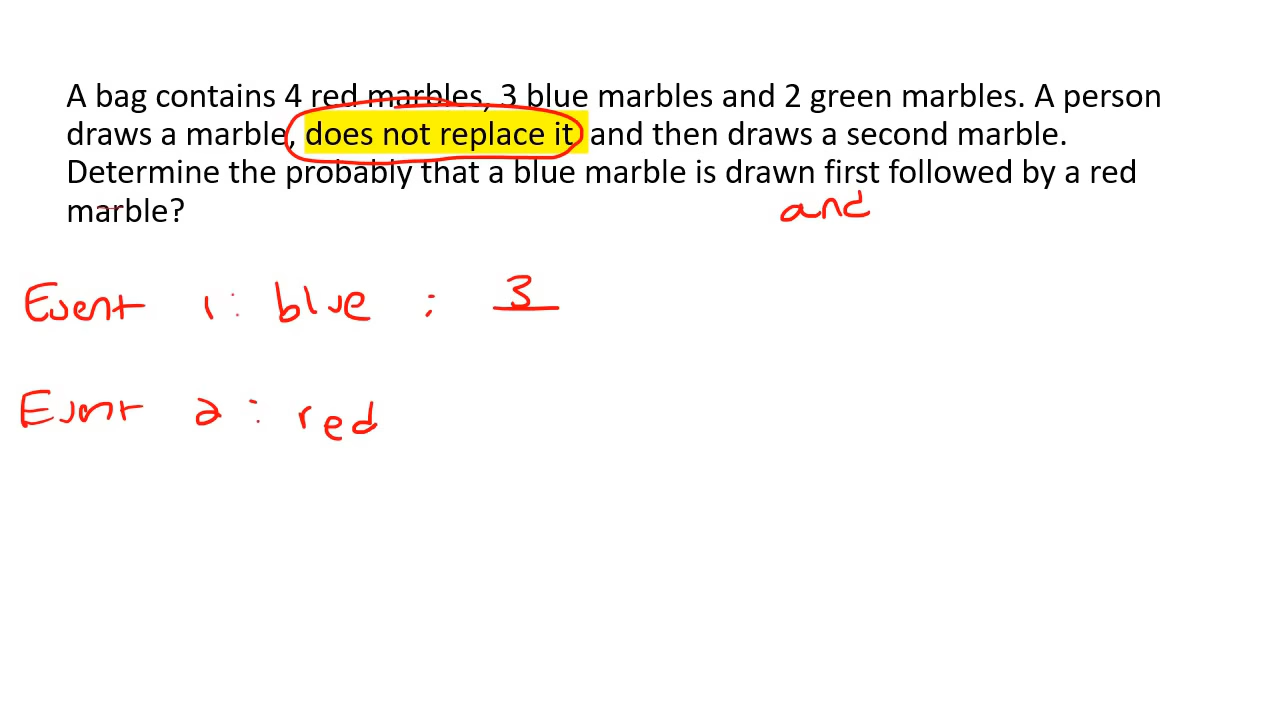 A bag contains 4 red marbles, 3 blue marbles and 2 green marbles. A person
draws a marble, does not replace it and then draws a second marble.
Determine the probably that a blue marble is drawn first followed by a red
marble?
and
Event 1: blue : 3
Event 2: red